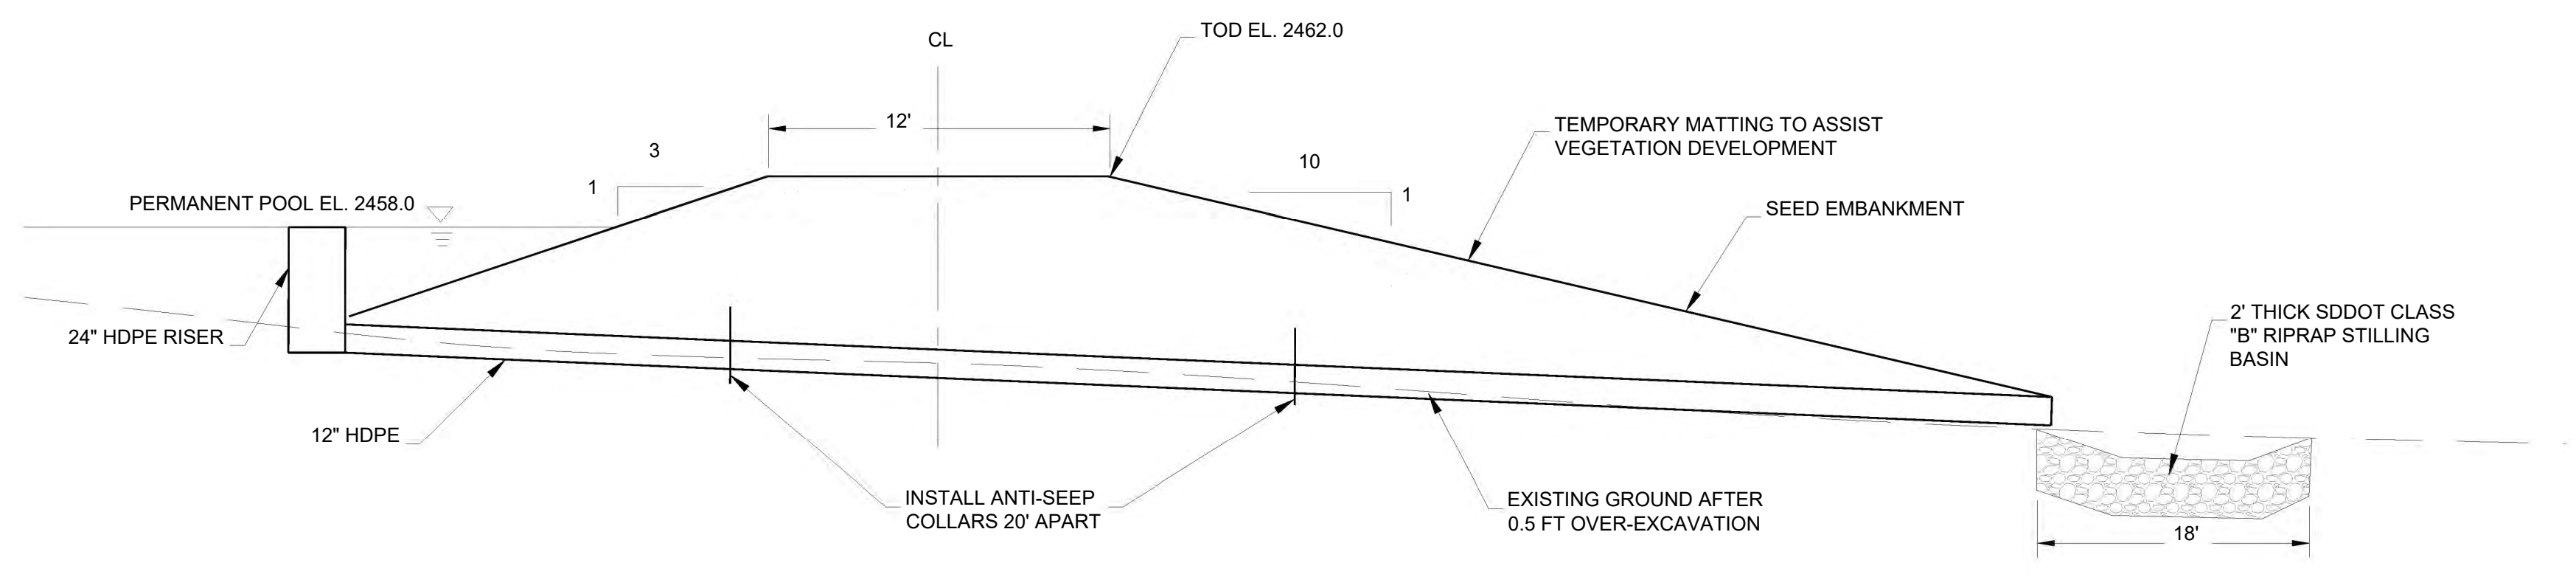 CL
TOD EL. 2462.0
12'
3
1
10
1
TEMPORARY MATTING TO ASSIST
VEGETATION DEVELOPMENT
PERMANENT POOL EL. 2458.0
SEED EMBANKMENT
24" HDPE RISER
2' THICK SDDOT CLASS
"B" RIPRAP STILLING
BASIN
12" HDPE
INSTALL ANTI-SEEP
COLLARS 20' APART
EXISTING GROUND AFTER
0.5 FT OVER-EXCAVATION
18'